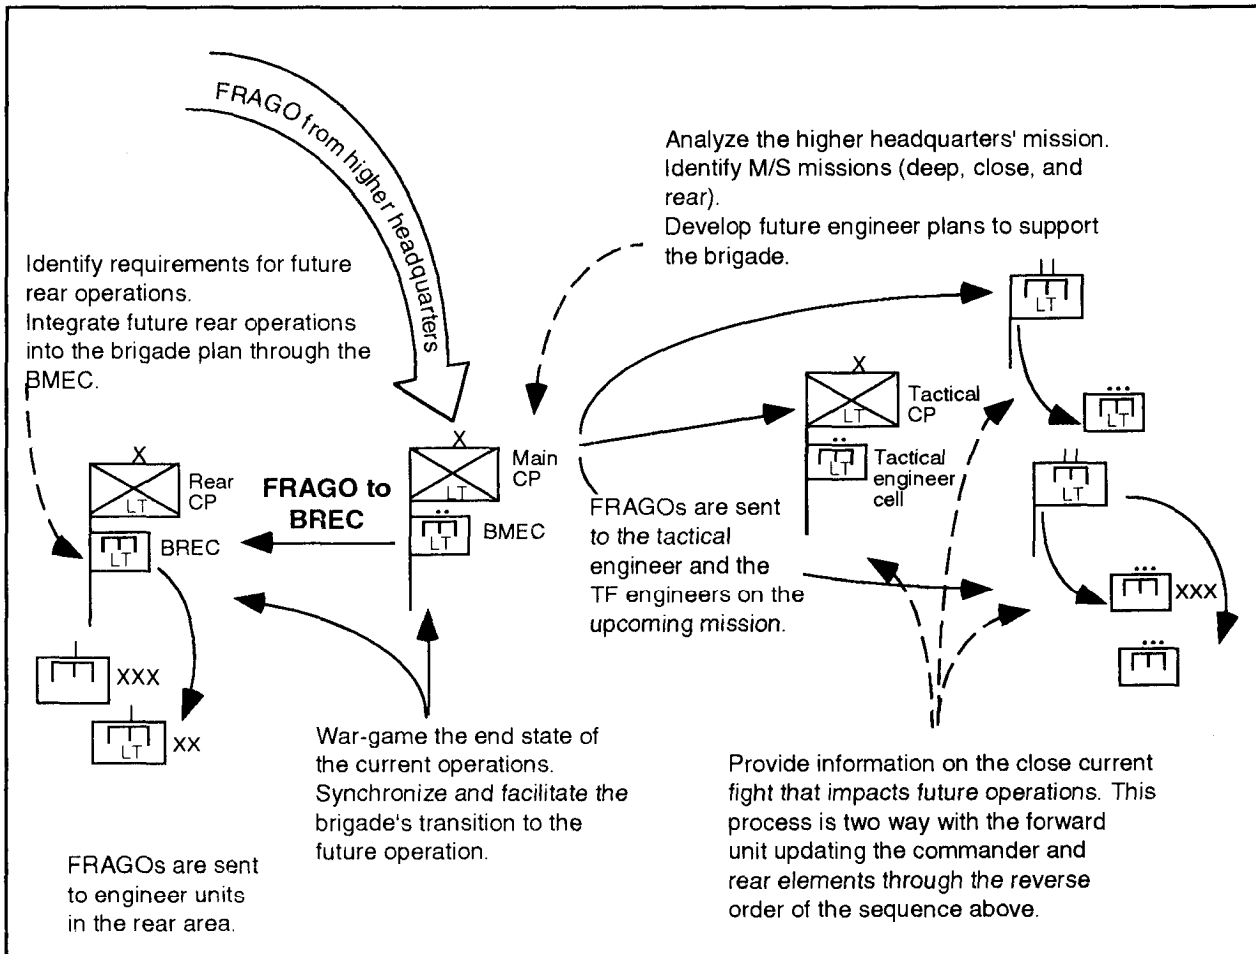 FRAGO from higher headquarters
Analyze the higher headquarters' mission.
Identify M/S missions (deep, close, and
rear).
Develop future engineer plans to support
the brigade.
Identify requirements for future
rear operations.
Integrate future rear operations
into the brigade plan through the
BMEC.
X
LT
Rear
CP
LT
BREC
FRAGO to
BREC
X
LT
Main
CP
LT
BMEC
X
LT
Tactical
CP
LT
Tactical
engineer
cell
LT
LT
LT
XXX
FRAGOs are sent
to the tactical
engineer and the
TF engineers on the
upcoming mission.
XXX
LT
XX
War-game the end state of
the current operations.
Synchronize and facilitate the
brigade's transition to the
future operation.
Provide information on the close current
fight that impacts future operations. This
process is two way with the forward
unit updating the commander and
rear elements through the reverse
order of the sequence above.
FRAGOs are sent
to engineer units
in the rear area.